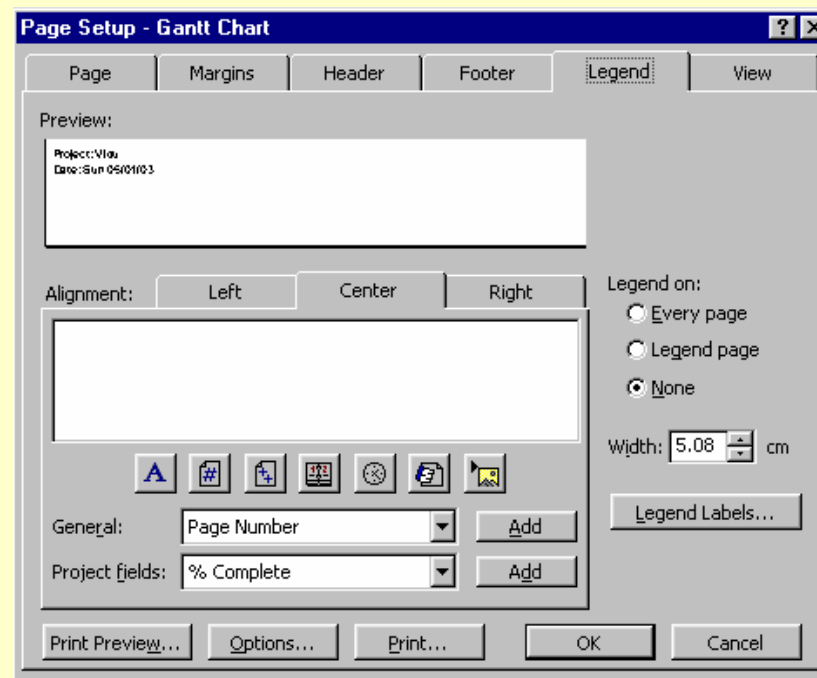 Page Setup - Gantt Chart
Page Margins Header Footer Legend View
Preview:
Project: Viau
Date: Sun 05/01/03
Alignment: Left Center Right
Legend on:
Every page
Legend page
None
Width: 5.08 cm
Legend Labels...
General: Page Number Add
Project fields: % Complete Add
Print Preview... Options... Print... OK Cancel